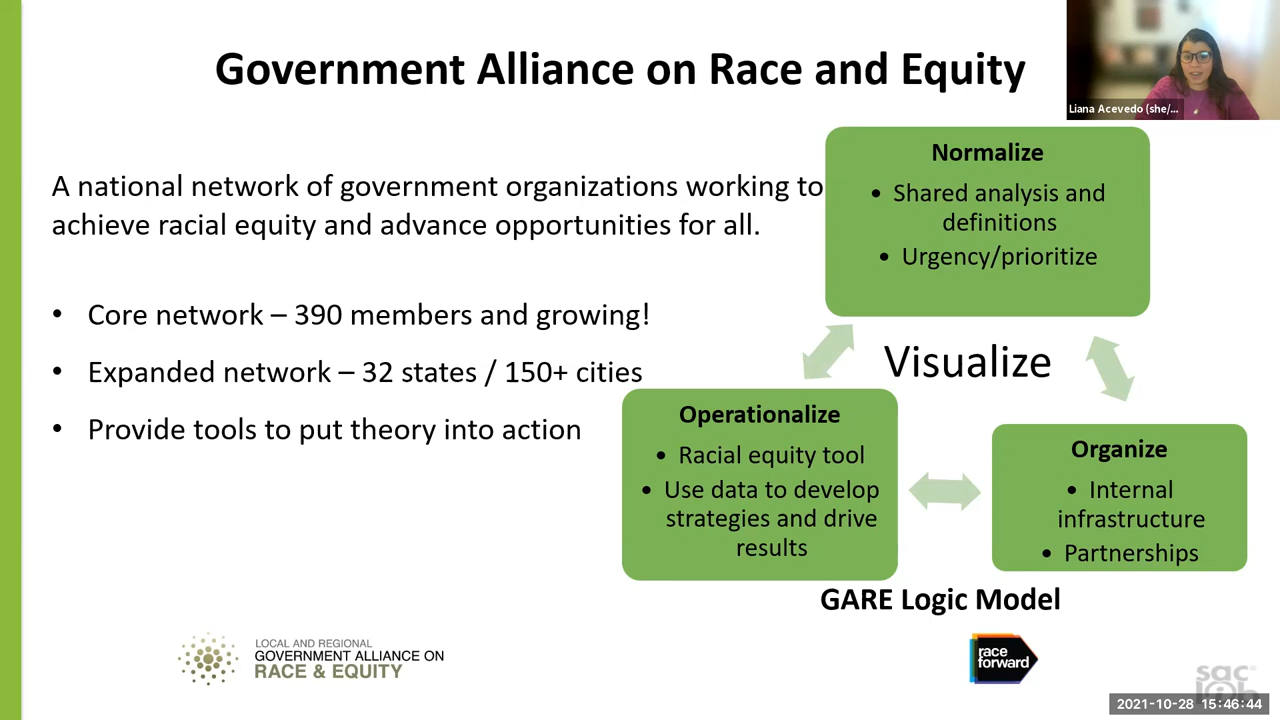 Government Alliance on Race and Equity
Liana Acevedo (she/...
A national network of government organizations working to
achieve racial equity and advance opportunities for all.
• Core network – 390 members and growing!
• Expanded network – 32 states / 150+ cities
• Provide tools to put theory into action
Normalize
• Shared analysis and
definitions
• Urgency/prioritize
Visualize
Operationalize
• Racial equity tool
• Use data to develop
strategies and drive
results
Organize
• Internal
infrastructure
• Partnerships
GARE Logic Model
LOCAL AND REGIONAL
GOVERNMENT ALLIANCE ON
RACE & EQUITY
race
forward
sac
2021-10-28 15:46:44